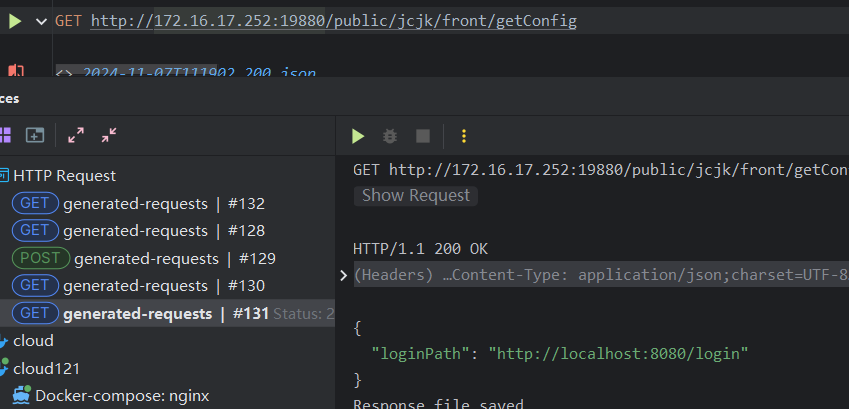 GET http://172.16.17.252:19880/public/jcjk/front/getConfig
<> 2024-11-07T111902.200.json
ces
HTTP Request
GET generated-requests | #132
GET generated-requests | #128
POST generated-requests | #129
GET generated-requests | #130
GET generated-requests | #131 Status: 2
cloud
cloud121
Docker-compose: nginx
GET http://172.16.17.252:19880/public/jcjk/front/getCon
Show Request
HTTP/1.1 200 OK
(Headers) …Content-Type: application/json;charset=UTF-8
{
"loginPath": "http://localhost:8080/login"
}
Response file saved